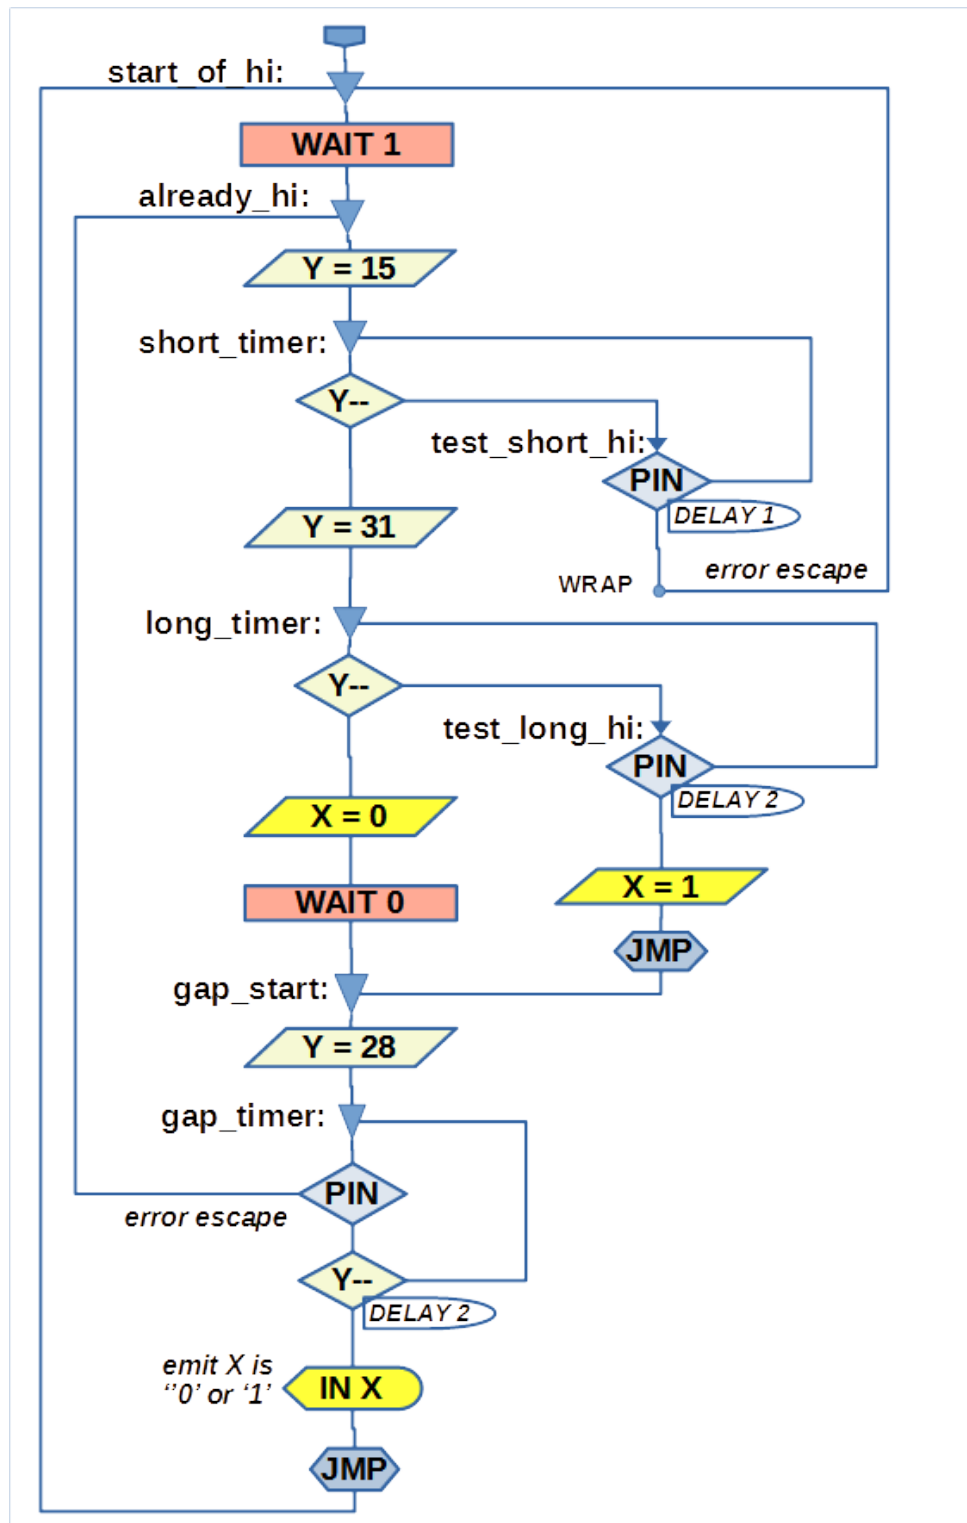 start_of_hi:
WAIT 1
already_hi:
Y = 15
short_timer:
Y--
test_short_hi:
PIN
DELAY 1
Y = 31
WRAP
error escape
long_timer:
Y--
test_long_hi:
PIN
DELAY 2
X = 0
X = 1
WAIT 0
JMP
gap_start:
Y = 28
gap_timer:
PIN
error escape
Y--
DELAY 2
emit X is
‘'0’ or ‘1’
IN X
JMP